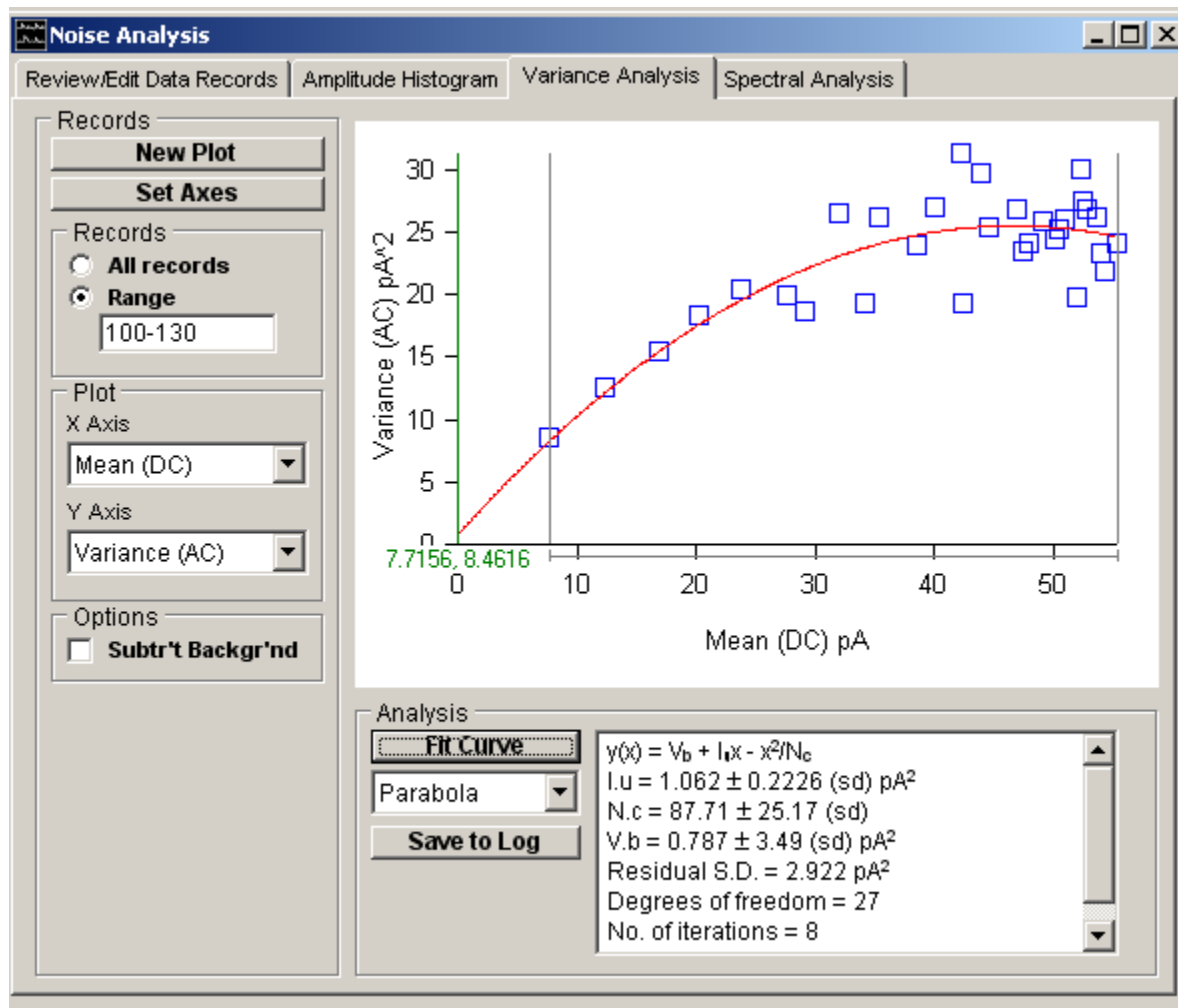 Noise Analysis
Review/Edit Data Records
Amplitude Histogram
Variance Analysis
Spectral Analysis
Records
New Plot
Set Axes
Records
All records
Range
100-130
Plot
X Axis
Mean (DC)
Y Axis
Variance (AC)
Options
Subtr't Backgr'nd
Variance (AC) pA^2
30
25
20
15
10
5
0
7.7156, 8.4616
0 10 20 30 40 50
Mean (DC) pA
Analysis
Fit Curve
Parabola
Save to Log
y(x) = V_b + I_u x - x²/N_c
I.u = 1.062 ± 0.2226 (sd) pA²
N.c = 87.71 ± 25.17 (sd)
V.b = 0.787 ± 3.49 (sd) pA²
Residual S.D. = 2.922 pA²
Degrees of freedom = 27
No. of iterations = 8